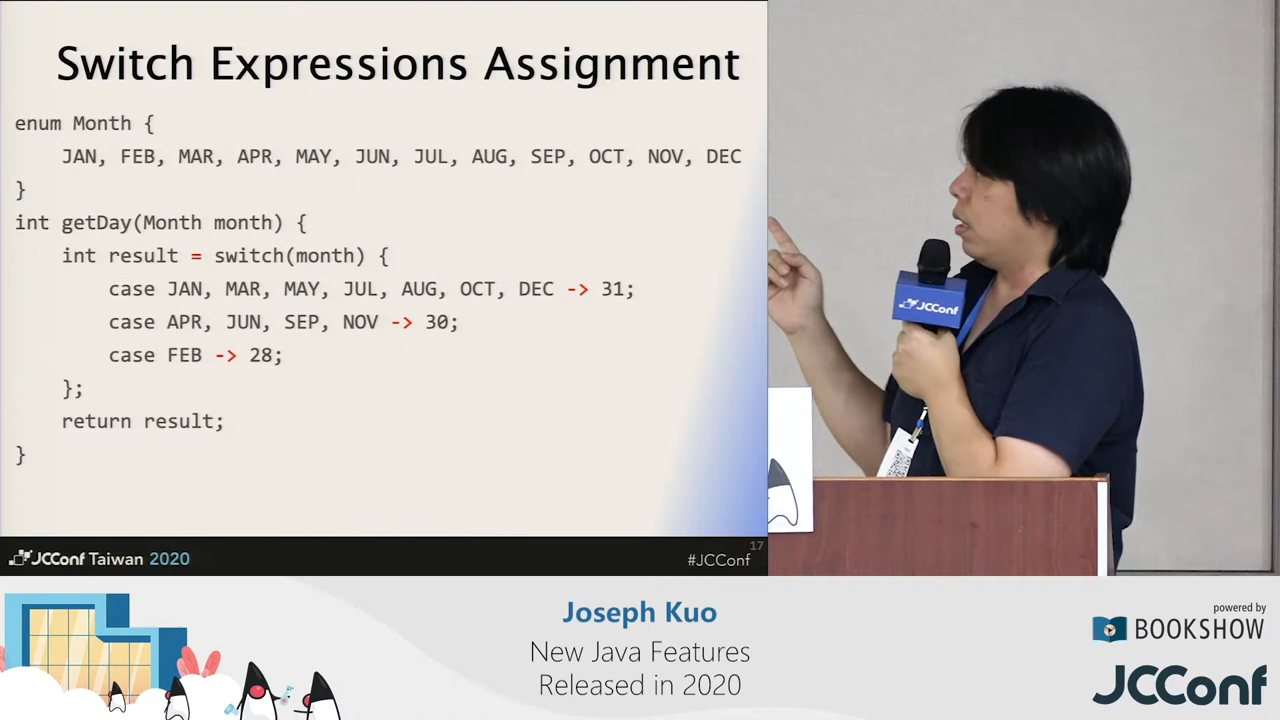 Switch Expressions Assignment
enum Month {
    JAN, FEB, MAR, APR, MAY, JUN, JUL, AUG, SEP, OCT, NOV, DEC
}
int getDay(Month month) {
    int result = switch(month) {
        case JAN, MAR, MAY, JUL, AUG, OCT, DEC -> 31;
        case APR, JUN, SEP, NOV -> 30;
        case FEB -> 28;
    };
    return result;
}
JCConf Taiwan 2020
#JCConf
17
JCConf
Joseph Kuo
New Java Features
Released in 2020
powered by
BOOKSHOW
JCConf